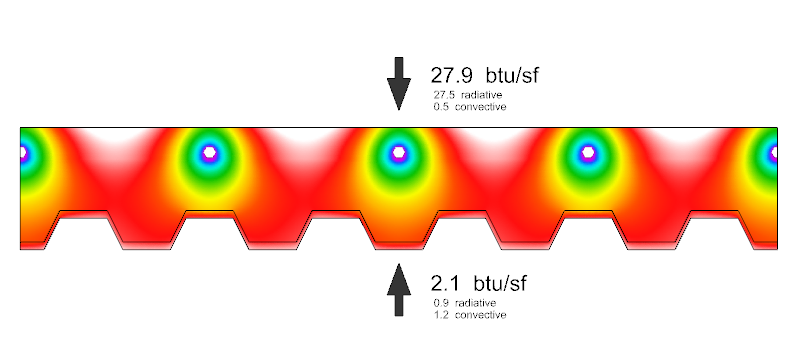 27.9 btu/sf
27.5 radiative
0.5 convective
2.1 btu/sf
0.9 radiative
1.2 convective